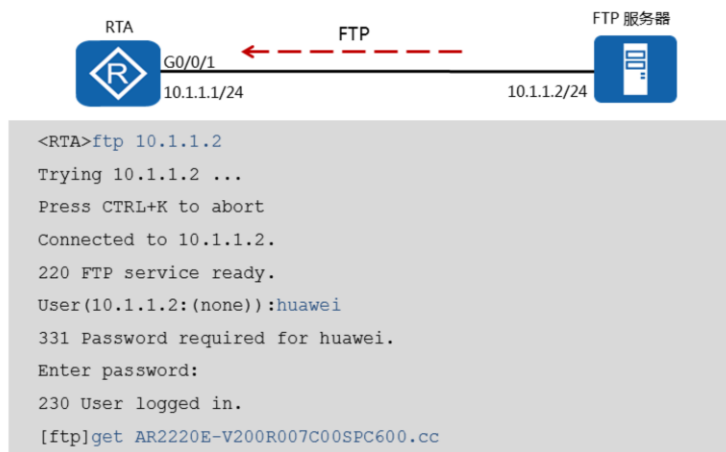 RTA
FTP
FTP 服务器
R
G0/0/1
10.1.1.1/24
10.1.1.2/24
<RTA>ftp 10.1.1.2
Trying 10.1.1.2 ...
Press CTRL+K to abort
Connected to 10.1.1.2.
220 FTP service ready.
User(10.1.1.2:(none)):huawei
331 Password required for huawei.
Enter password:
230 User logged in.
[ftp]get AR2220E-V200R007C00SPC600.cc